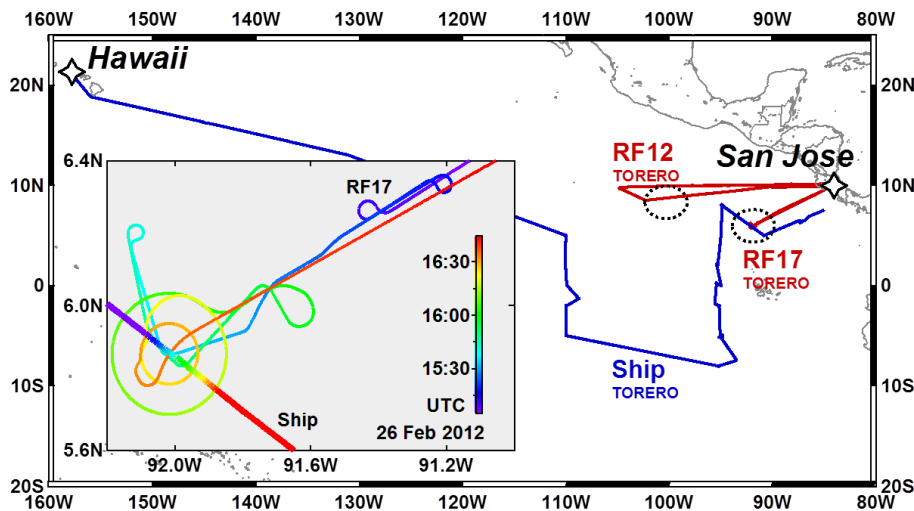 160W 150W 140W 130W 120W 110W 100W 90W 80W
Hawaii
20N 20N
RF12
TORERO
San Jose
6.4N
RF17
10N 10N
16:30
RF17
TORERO
0 0
6.0N
16:00
15:30
Ship
TORERO
10S 10S
UTC
Ship
26 Feb 2012
5.6N
92.0W 91.6W 91.2W
20S 20S
160W 150W 140W 130W 120W 110W 100W 90W 80W